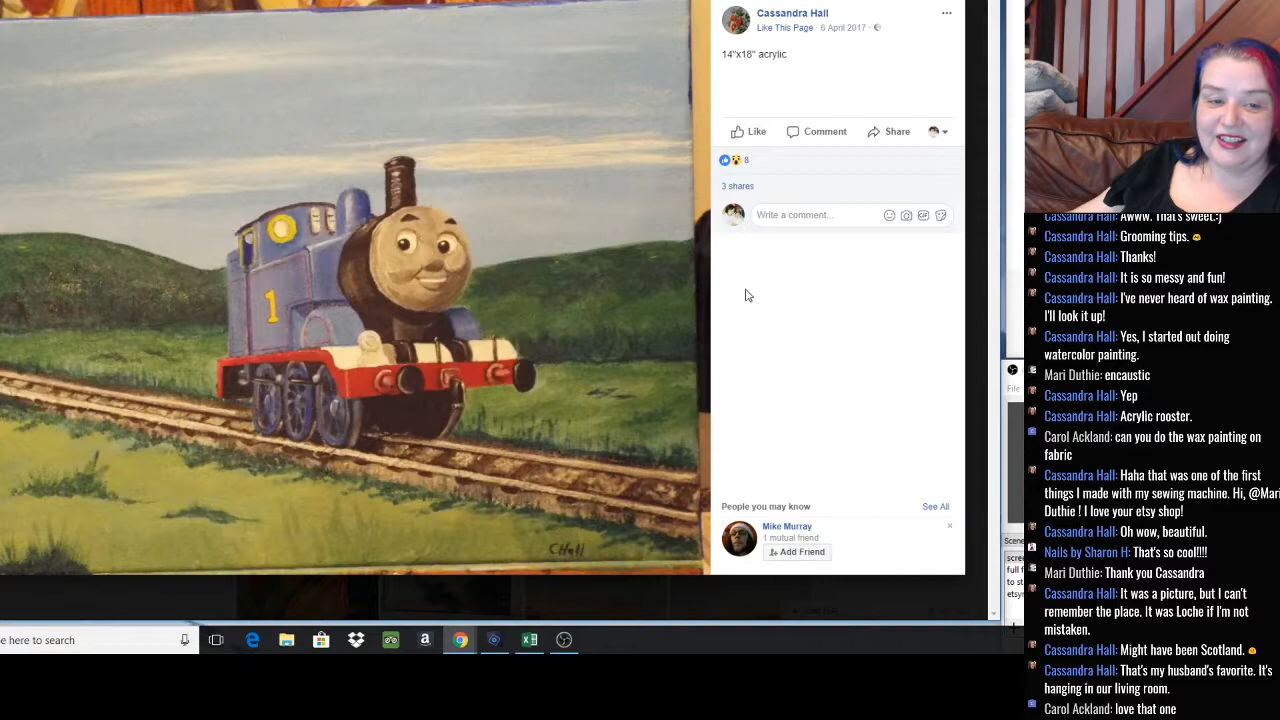 Cassandra Hall
Like This Page · 6 April 2017 ·
14"x18" acrylic
Like Comment Share
8
3 shares
Write a comment...
GIF
1
CHall
People you may know See All
Mike Murray
1 mutual friend
Add Friend
File
Scene
scree
full f
to st
etsyr
e here to search
Cassandra Hall: Awww. That's sweet:)
Cassandra Hall: Grooming tips.
Cassandra Hall: Thanks!
Cassandra Hall: It is so messy and fun!
Cassandra Hall: I've never heard of wax painting.
I'll look it up!
Cassandra Hall: Yes, I started out doing
watercolor painting.
Mari Duthie: encaustic
Cassandra Hall: Yep
Cassandra Hall: Acrylic rooster.
Carol Ackland: can you do the wax painting on
fabric
Cassandra Hall: Haha that was one of the first
things I made with my sewing machine. Hi, @Mari
Duthie ! I love your etsy shop!
Cassandra Hall: Oh wow, beautiful.
Nails by Sharon H: That's so cool!!!!
Mari Duthie: Thank you Cassandra
Cassandra Hall: It was a picture, but I can't
remember the place. It was Loche if I'm not
mistaken.
Cassandra Hall: Might have been Scotland.
Cassandra Hall: That's my husband's favorite. It's
hanging in our living room.
Carol Ackland: love that one